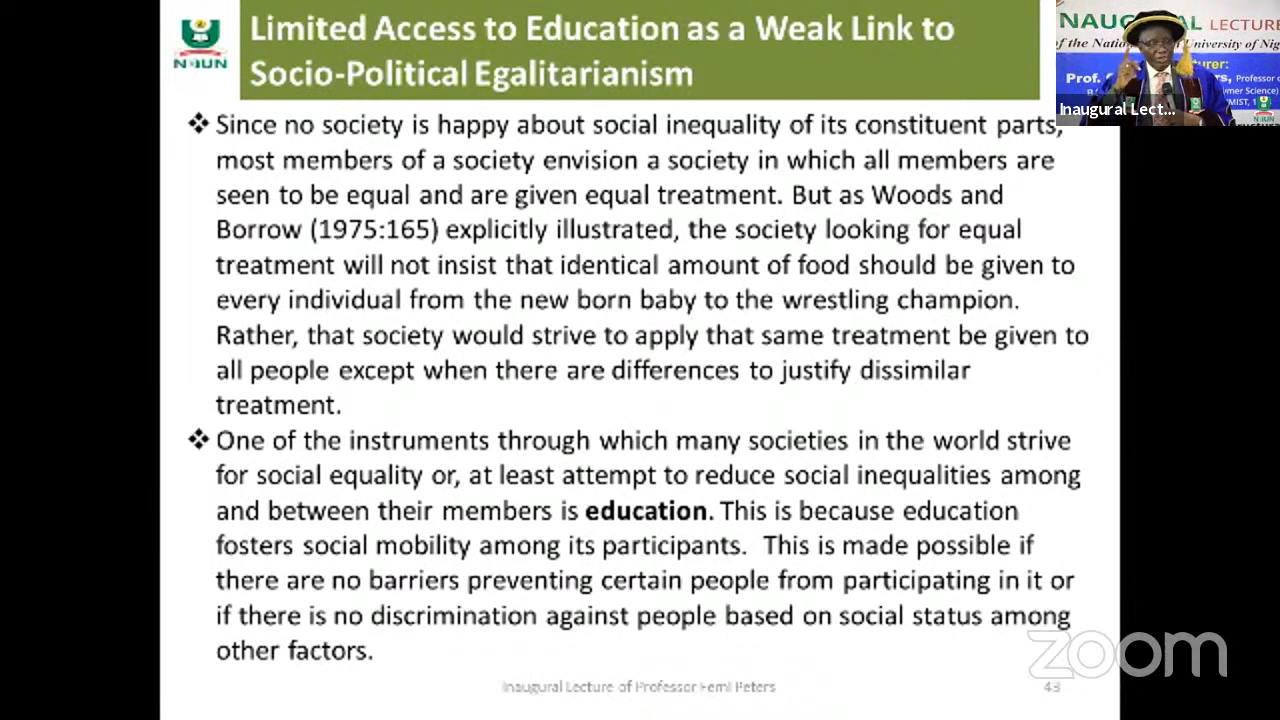 Limited Access to Education as a Weak Link to
Socio-Political Egalitarianism
NOUN
❖ Since no society is happy about social inequality of its constituent parts,
most members of a society envision a society in which all members are
seen to be equal and are given equal treatment. But as Woods and
Borrow (1975:165) explicitly illustrated, the society looking for equal
treatment will not insist that identical amount of food should be given to
every individual from the new born baby to the wrestling champion.
Rather, that society would strive to apply that same treatment be given to
all people except when there are differences to justify dissimilar
treatment.
❖ One of the instruments through which many societies in the world strive
for social equality or, at least attempt to reduce social inequalities among
and between their members is education. This is because education
fosters social mobility among its participants. This is made possible if
there are no barriers preventing certain people from participating in it or
if there is no discrimination against people based on social status among
other factors.
Inaugural Lecture of Professor Femi Peters
43
NAUGURAL LECTURE
of the Nation University of Nig
Prof.
Professor
Inaugural Lect...
zoom